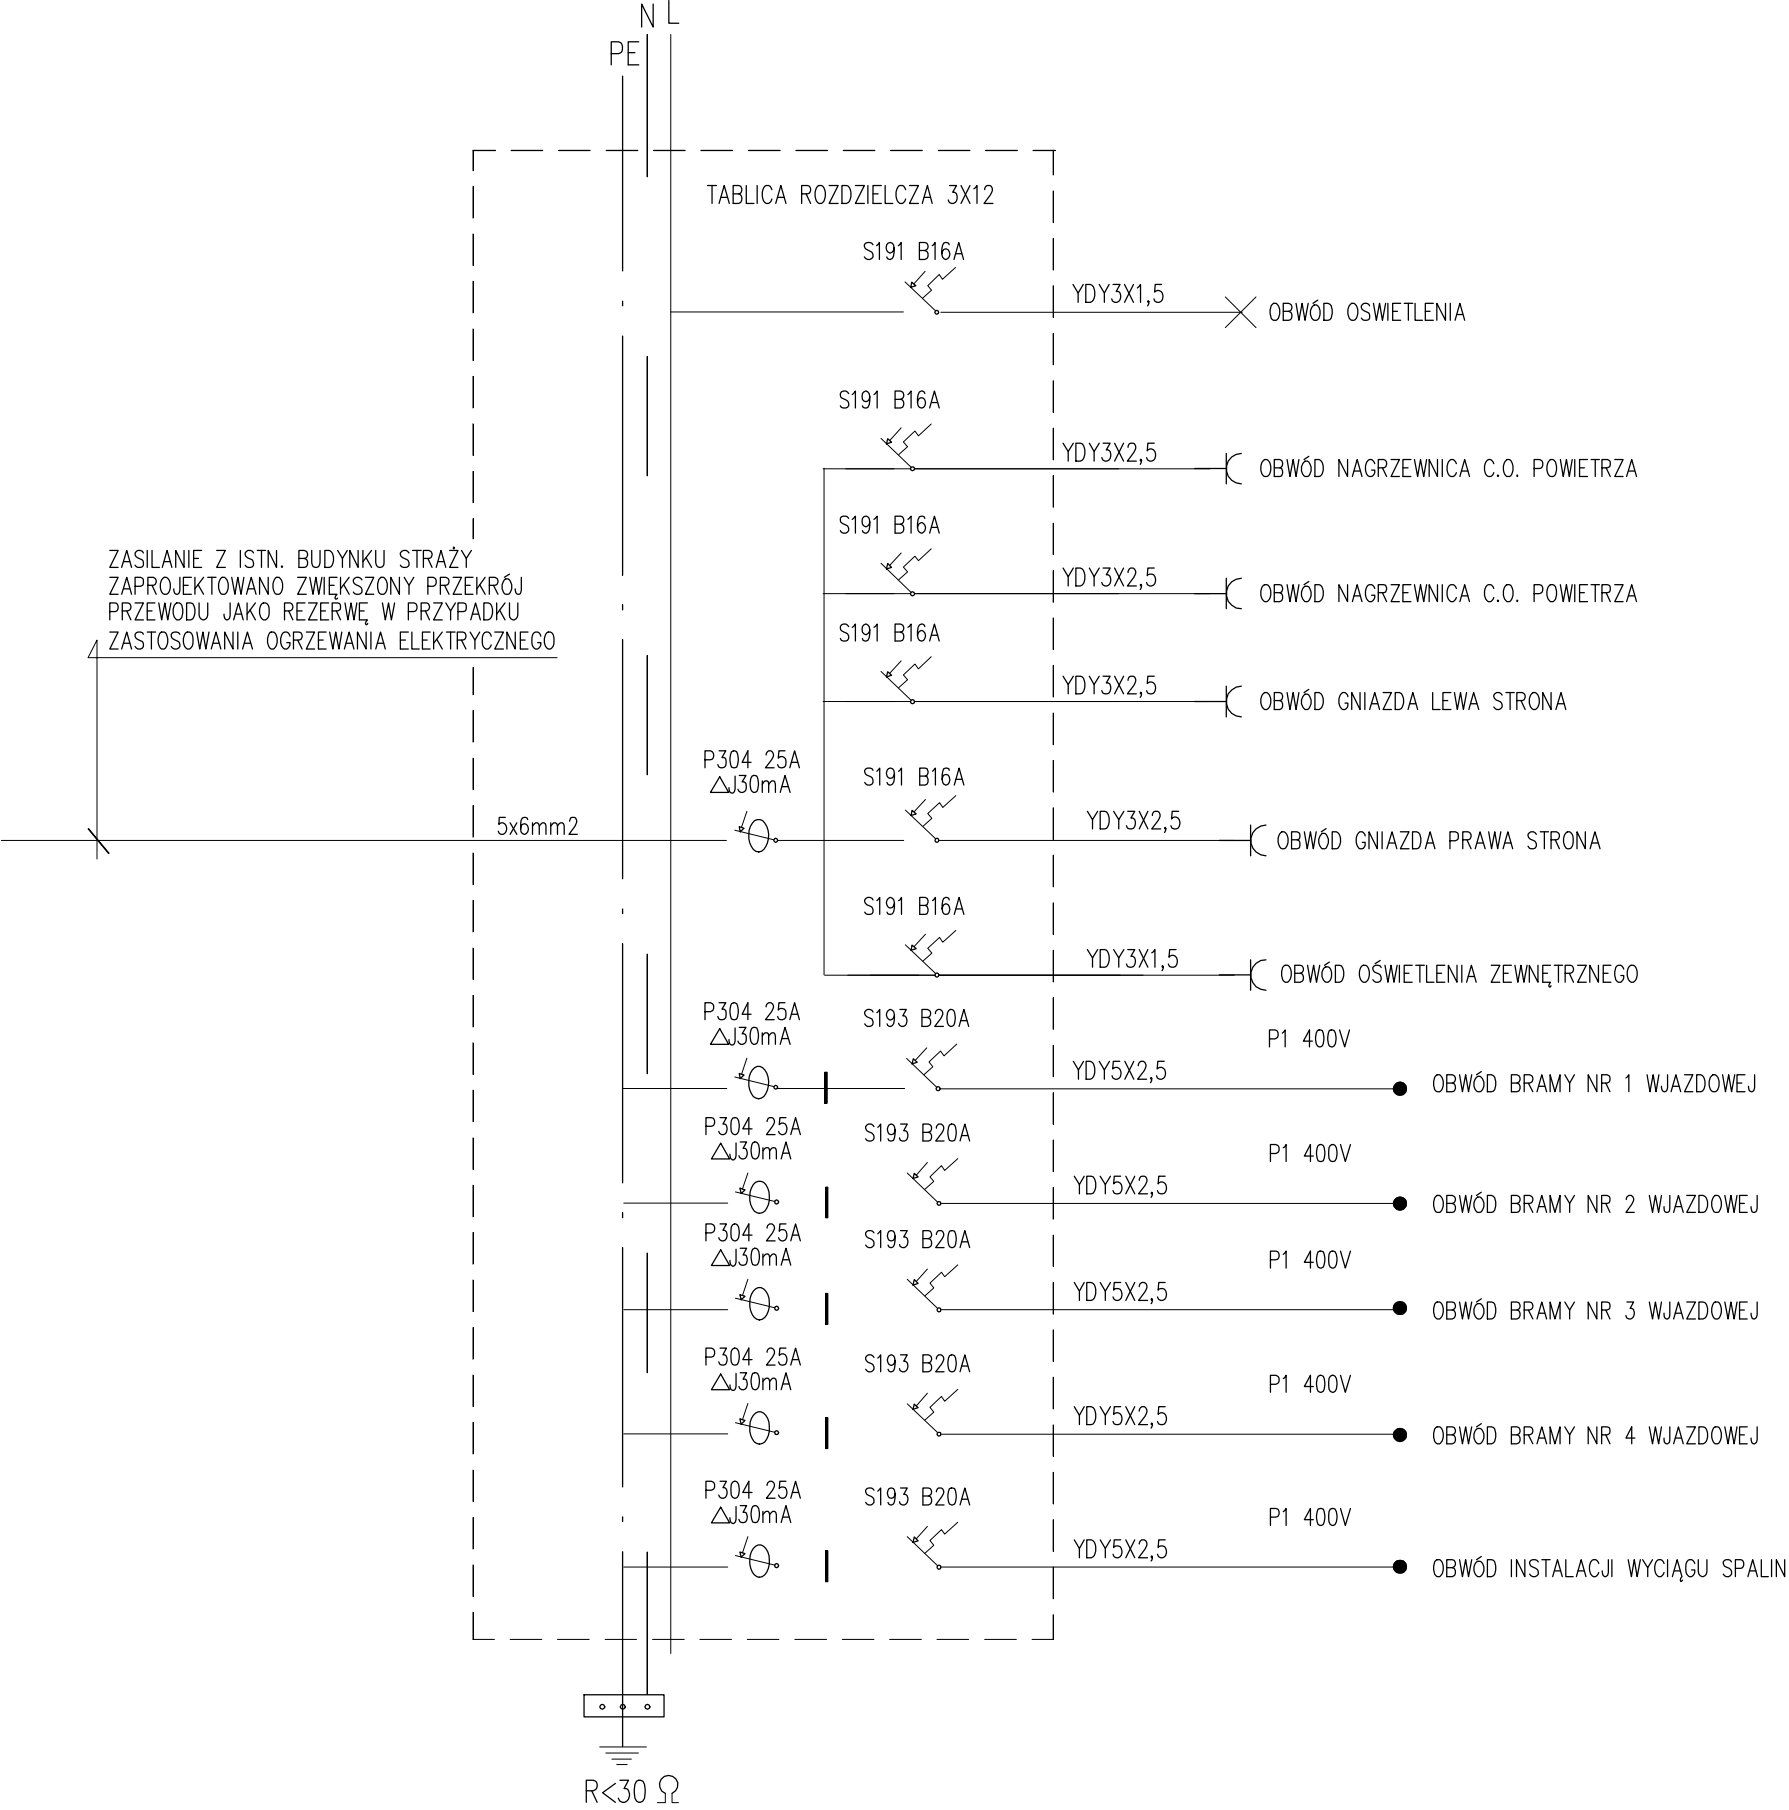 N L
PE
TABLICA ROZDZIELCZA 3X12
S191 B16A
YDY3X1,5
OBWÓD OSWIETLENIA
S191 B16A
YDY3X2,5
OBWÓD NAGRZEWNICA C.O. POWIETRZA
S191 B16A
YDY3X2,5
OBWÓD NAGRZEWNICA C.O. POWIETRZA
ZASILANIE Z ISTN. BUDYNKU STRAŻY
ZAPROJEKTOWANO ZWIĘKSZONY PRZEKRÓJ
PRZEWODU JAKO REZERWĘ W PRZYPADKU
ZASTOSOWANIA OGRZEWANIA ELEKTRYCZNEGO
S191 B16A
YDY3X2,5
OBWÓD GNIAZDA LEWA STRONA
P304 25A
△J30mA
S191 B16A
5x6mm2
YDY3X2,5
OBWÓD GNIAZDA PRAWA STRONA
S191 B16A
YDY3X1,5
OBWÓD OŚWIETLENIA ZEWNĘTRZNEGO
P304 25A
△J30mA
S193 B20A
P1 400V
YDY5X2,5
OBWÓD BRAMY NR 1 WJAZDOWEJ
P304 25A
△J30mA
S193 B20A
P1 400V
YDY5X2,5
OBWÓD BRAMY NR 2 WJAZDOWEJ
P304 25A
△J30mA
S193 B20A
P1 400V
YDY5X2,5
OBWÓD BRAMY NR 3 WJAZDOWEJ
P304 25A
△J30mA
S193 B20A
P1 400V
YDY5X2,5
OBWÓD BRAMY NR 4 WJAZDOWEJ
P304 25A
△J30mA
S193 B20A
P1 400V
YDY5X2,5
OBWÓD INSTALACJI WYCIĄGU SPALIN
R<30 Ω